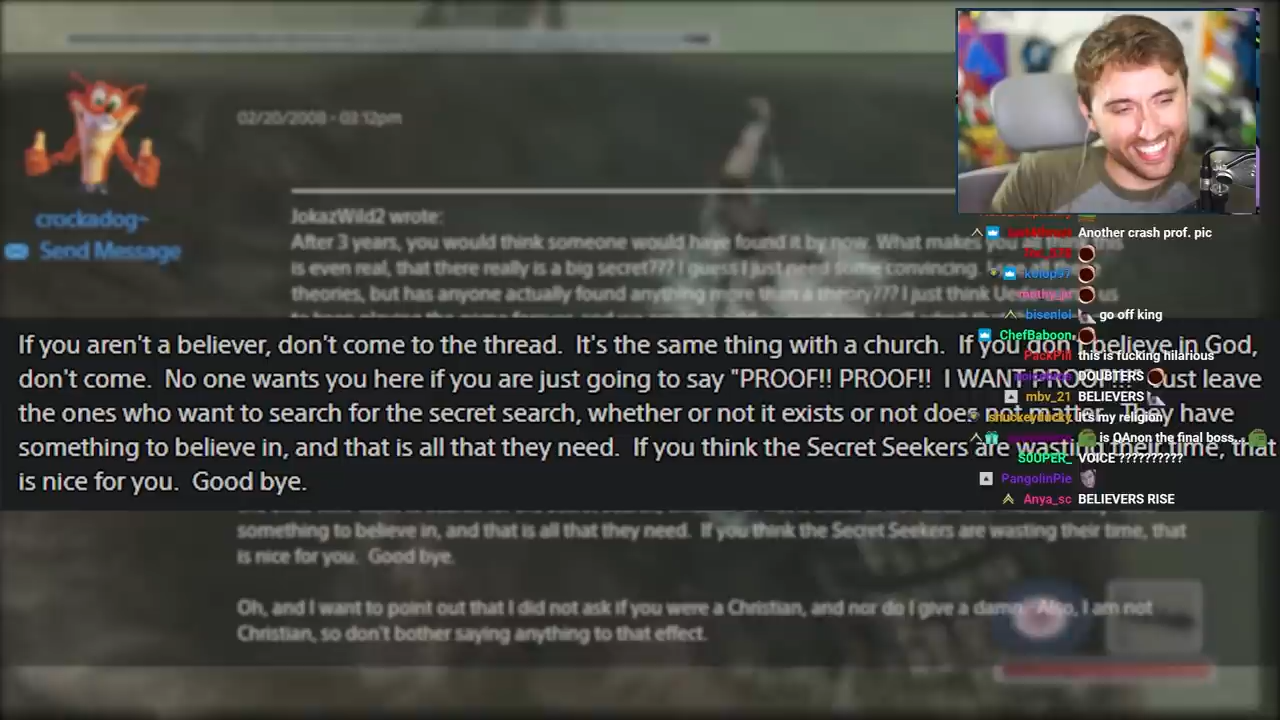 02/20/2008 - 03:12pm
crockadog~
Send Message
JokazWild2 wrote:
After 3 years, you would think someone would have found it by now. What makes
is even real, that there really is a big secret??? I guess I just need some convincing.
theories, but has anyone actually found anything more than a theory??? I just think Ueda us
If you aren't a believer, don't come to the thread. It's the same thing with a church. If you don't believe in God,
don't come. No one wants you here if you are just going to say "PROOF!! PROOF!! I WANT PROOF!!" Just leave
the ones who want to search for the secret search, whether or not it exists or not does not matter. They have
something to believe in, and that is all that they need. If you think the Secret Seekers are wasting their time, that
is nice for you. Good bye.
something to believe in, and that is all that they need. If you think the Secret Seekers are wasting their time, that
is nice for you. Good bye.
Oh, and I want to point out that I did not ask if you were a Christian, and nor do I give a damn. Also, I am not
Christian, so don't bother saying anything to that effect.
Another crash prof. pic
kelop97
bisenlol go off king
ChefBaboon
PackPill this is fucking hilarious
DOUBTERS
mbv_21 BELIEVERS
shuckeyducky It's my religion
is QAnon the final boss...
S0UPER_ VOICE ??????????
PangolinPie
Anya_sc BELIEVERS RISE